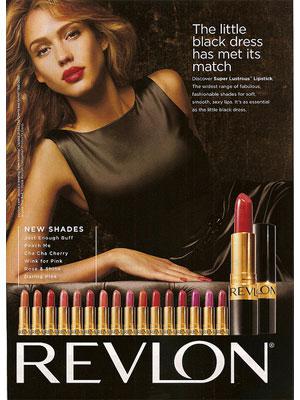 The little
black dress
has met its
match
Discover Super Lustrous™ Lipstick.
The widest range of fabulous,
fashionable shades for soft,
smooth, sexy lips. It's as essential
as the little black dress.
NEW SHADES
Just Enough Buff
Peach Me
Cha Cha Cherry
Wink for Pink
Rose & Shine
Daring Pink
REVLON
REVLON®